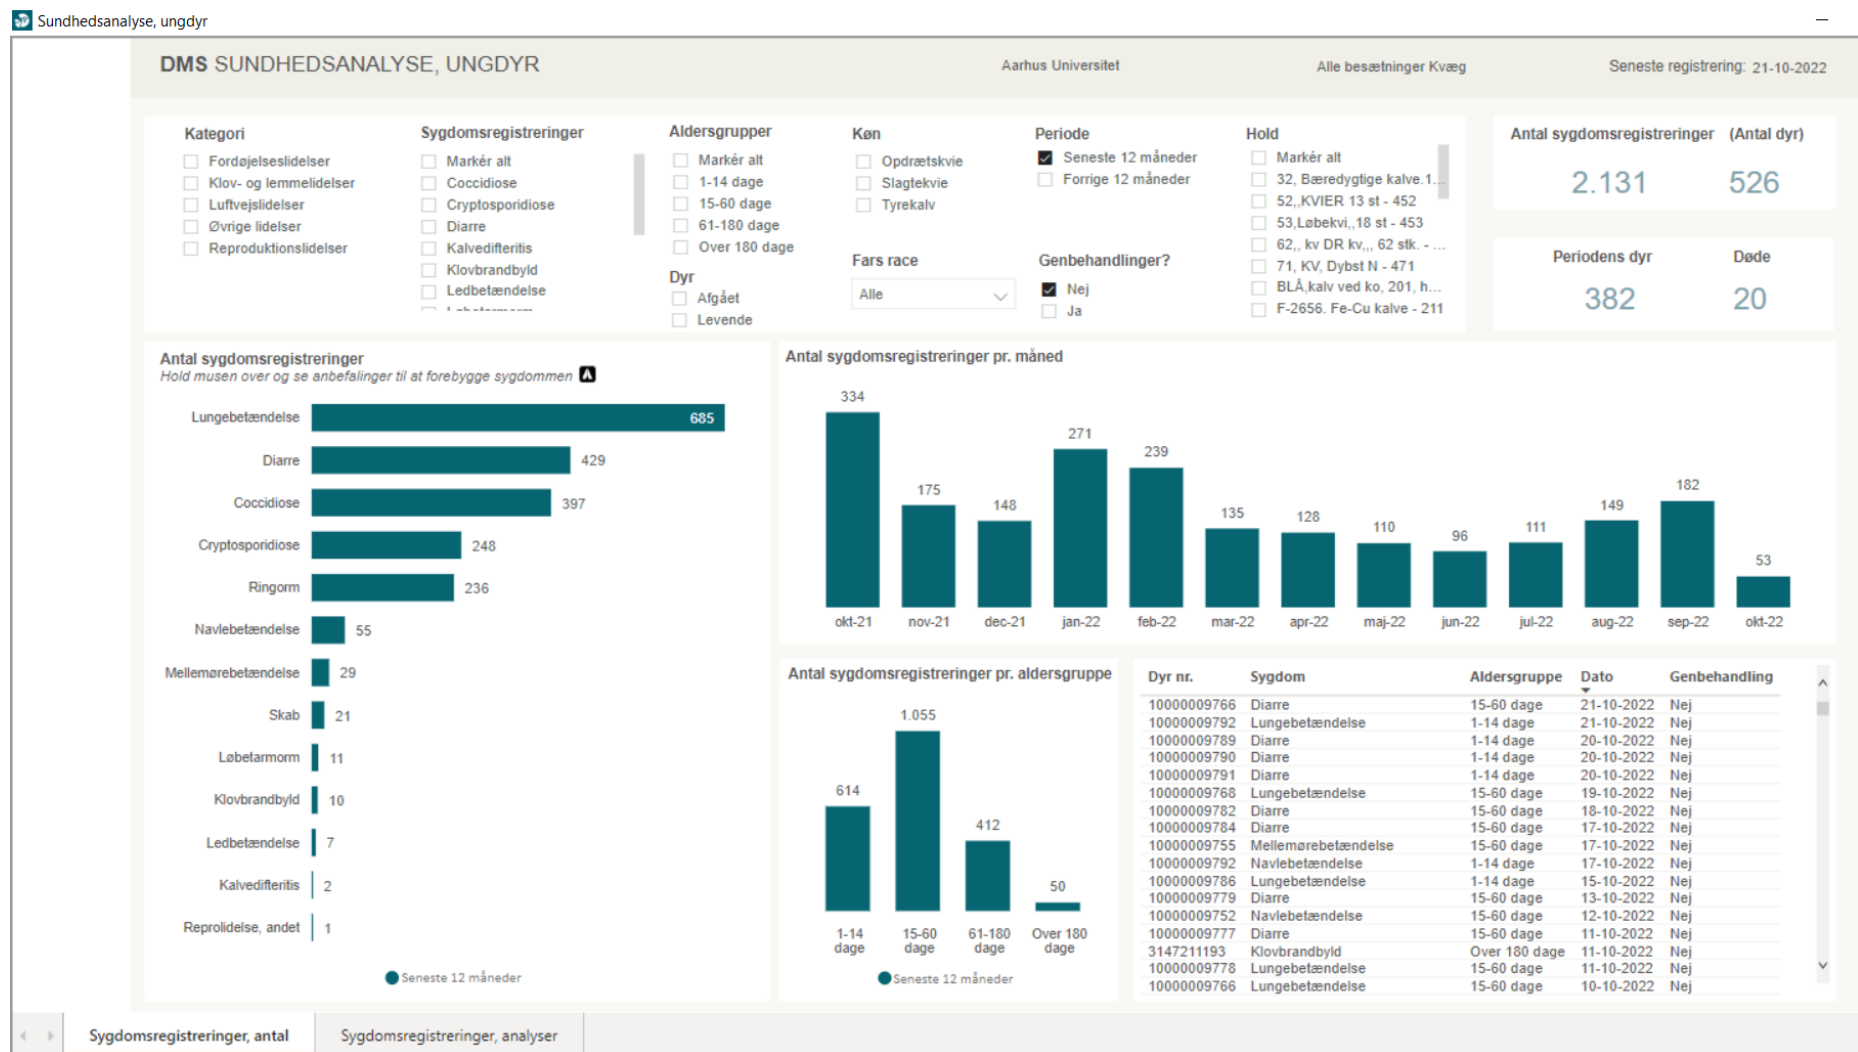 Sundhedsanalyse, ungdyr
DMS SUNDHEDSANALYSE, UNGDYR
Aarhus Universitet
Alle besætninger Kvæg
Seneste registrering: 21-10-2022
Kategori
Fordøjelseslidelser
Klov- og lemmelidelser
Luftvejslidelser
Øvrige lidelser
Reproduktionslidelser
Sygdomsregistreringer
Markér alt
Coccidiose
Cryptosporidiose
Diarre
Kalvedifteritis
Klovbrandbyld
Ledbetændelse
Aldersgrupper
Markér alt
1-14 dage
15-60 dage
61-180 dage
Over 180 dage
Dyr
Afgået
Levende
Køn
Opdrætskvie
Slagtekvie
Tyrekalv
Fars race
Alle
Periode
Seneste 12 måneder
Forrige 12 måneder
Genbehandlinger?
Nej
Ja
Hold
Markér alt
32, Bæredygtige kalve.1...
52,,KVIER 13 st - 452
53,Løbekvi,,18 st - 453
62,, kv DR kv,,, 62 stk. - ...
71, KV, Dybst N - 471
BLÅ,kalv ved ko, 201, h...
F-2656. Fe-Cu kalve - 211
Antal sygdomsregistreringer (Antal dyr)
2.131 526
Periodens dyr Døde
382 20
Antal sygdomsregistreringer
Hold musen over og se anbefalinger til at forebygge sygdommen
Lungebetændelse 685
Diarre 429
Coccidiose 397
Cryptosporidiose 248
Ringorm 236
Navlebetændelse 55
Mellemørebetændelse 29
Skab 21
Løbetarmorm 11
Klovbrandbyld 10
Ledbetændelse 7
Kalvedifteritis 2
Reprolidelse, andet 1
Seneste 12 måneder
Antal sygdomsregistreringer pr. måned
334 175 148 271 239 135 128 110 96 111 149 182 53
okt-21 nov-21 dec-21 jan-22 feb-22 mar-22 apr-22 maj-22 jun-22 jul-22 aug-22 sep-22 okt-22
Antal sygdomsregistreringer pr. aldersgruppe
614 1.055 412 50
1-14 15-60 61-180 Over 180
dage dage dage dage
Seneste 12 måneder
Dyr nr. Sygdom Aldersgruppe Dato Genbehandling
10000009766 Diarre 15-60 dage 21-10-2022 Nej
10000009792 Lungebetændelse 1-14 dage 21-10-2022 Nej
10000009789 Diarre 1-14 dage 20-10-2022 Nej
10000009790 Diarre 1-14 dage 20-10-2022 Nej
10000009791 Diarre 1-14 dage 20-10-2022 Nej
10000009768 Lungebetændelse 15-60 dage 19-10-2022 Nej
10000009782 Diarre 15-60 dage 18-10-2022 Nej
10000009784 Diarre 15-60 dage 17-10-2022 Nej
10000009755 Mellemørebetændelse 15-60 dage 17-10-2022 Nej
10000009792 Navlebetændelse 1-14 dage 17-10-2022 Nej
10000009786 Lungebetændelse 1-14 dage 15-10-2022 Nej
10000009779 Diarre 15-60 dage 13-10-2022 Nej
10000009752 Navlebetændelse 15-60 dage 12-10-2022 Nej
10000009777 Diarre 15-60 dage 11-10-2022 Nej
3147211193 Klovbrandbyld Over 180 dage 11-10-2022 Nej
10000009778 Lungebetændelse 15-60 dage 11-10-2022 Nej
10000009766 Lungebetændelse 15-60 dage 10-10-2022 Nej
Sygdomsregistreringer, antal
Sygdomsregistreringer, analyser